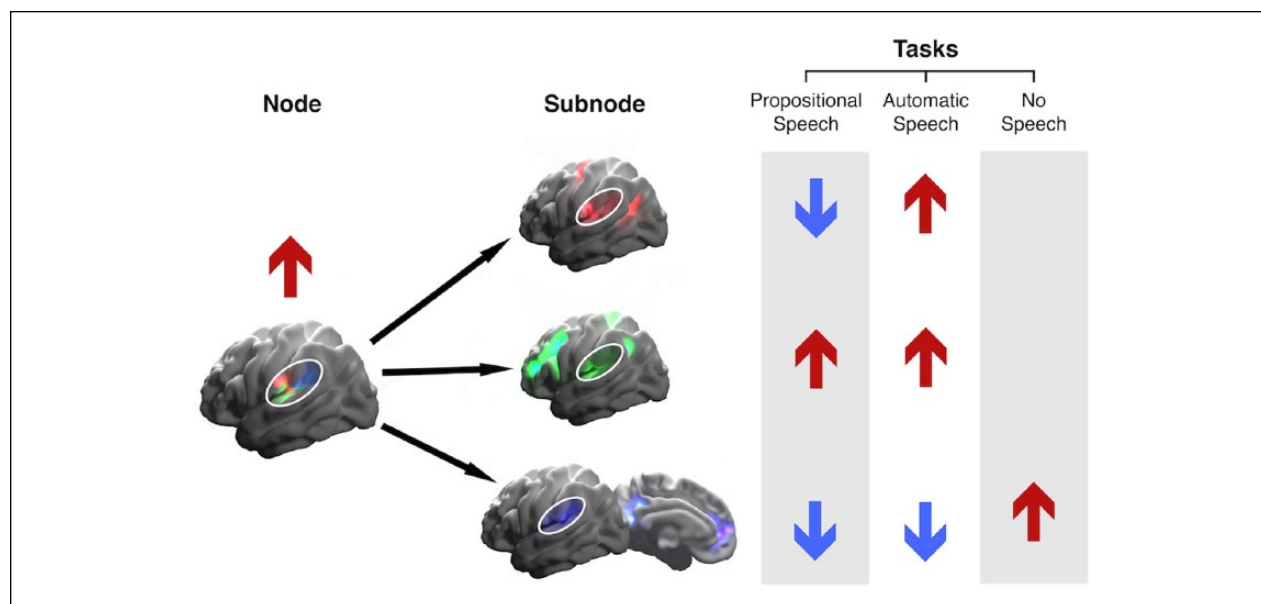 Tasks
Node
Subnode
Propositional
Speech
Automatic
Speech
No
Speech